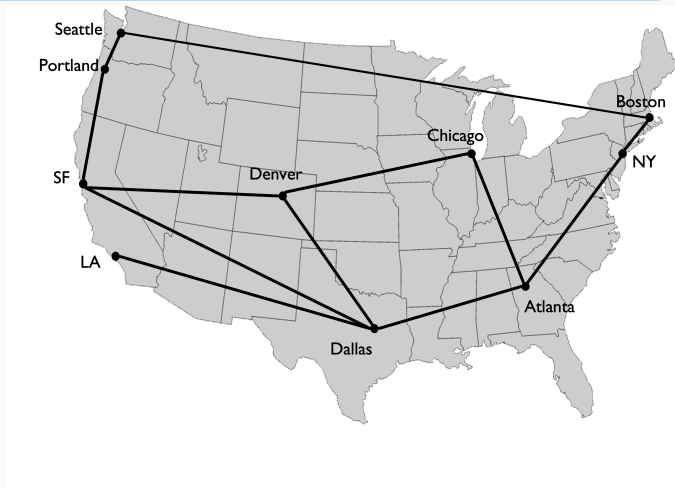 Seattle
Portland
Boston
Chicago
NY
Denver
SF
LA
Atlanta
Dallas